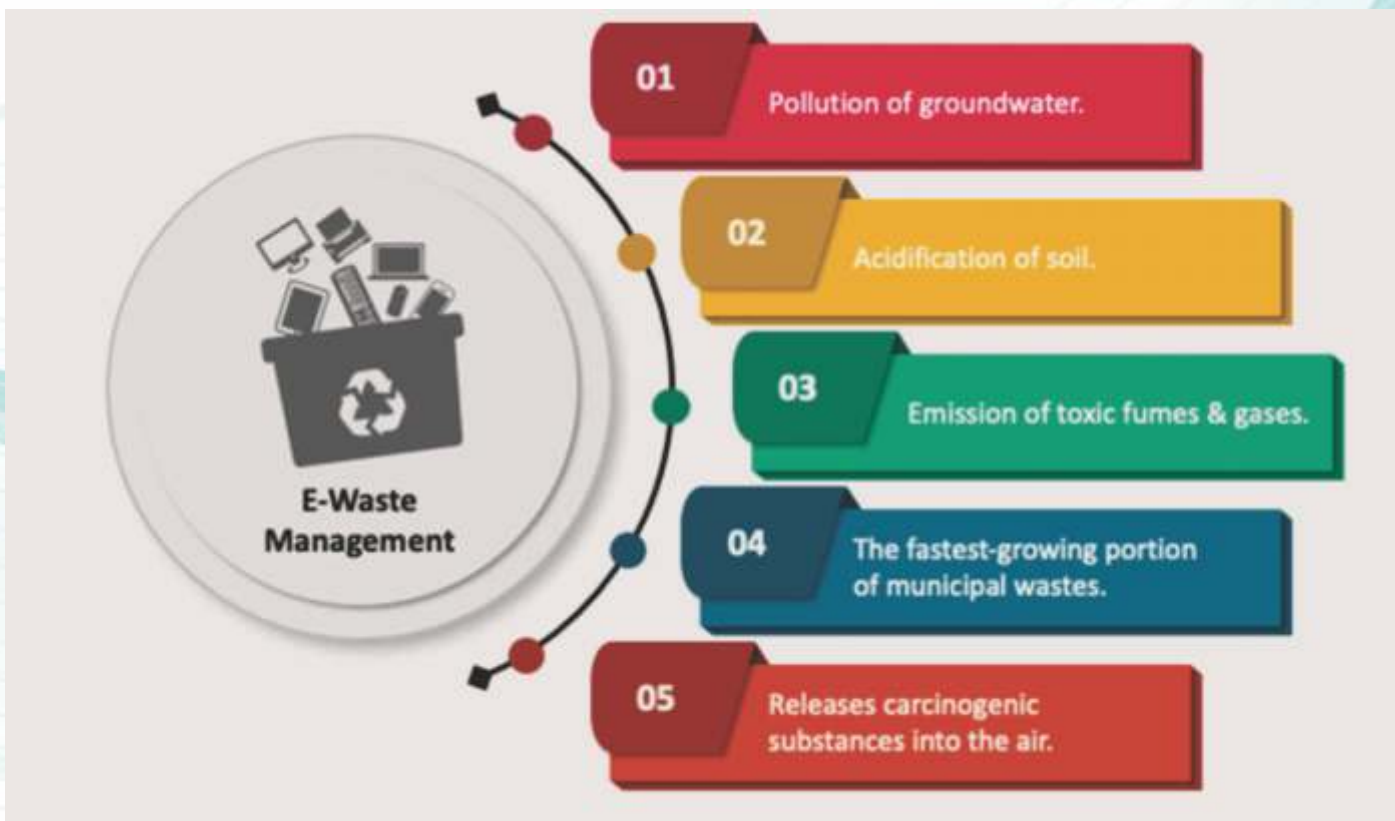 E-Waste
Management
01
Pollution of groundwater.
02
Acidification of soil.
03
Emission of toxic fumes & gases.
04
The fastest-growing portion
of municipal wastes.
05
Releases carcinogenic
substances into the air.